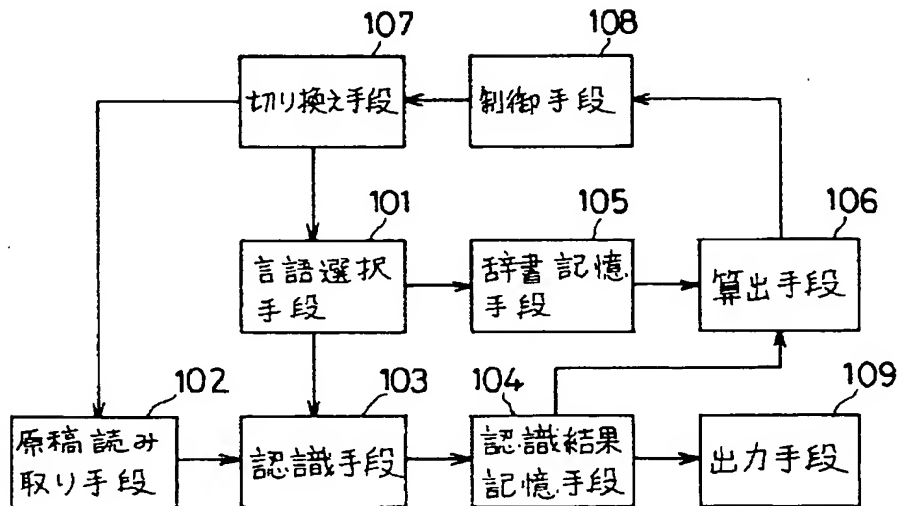 107
108
切り換え手段
制御手段
101
105
106
言語選択
手段
辞書記憶
手段
算出手段
102
103
104
109
原稿読み
取り手段
認識手段
認識結果
記憶手段
出力手段